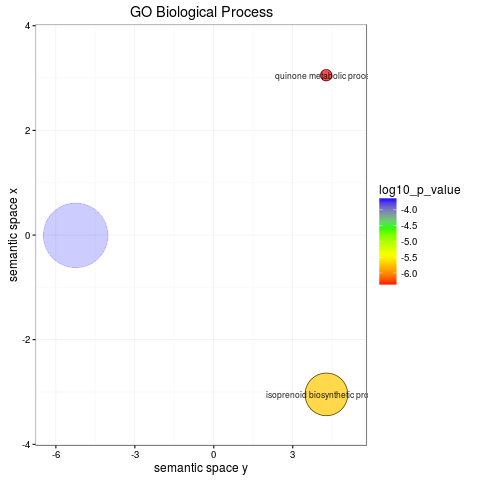 GO Biological Process
4
2
0
-2
-4
semantic space x
quinone metabolic proc
isoprenoid biosynthetic pro
-6
-3
0
3
semantic space y
log10_p_value
-4.0
-4.5
-5.0
-5.5
-6.0